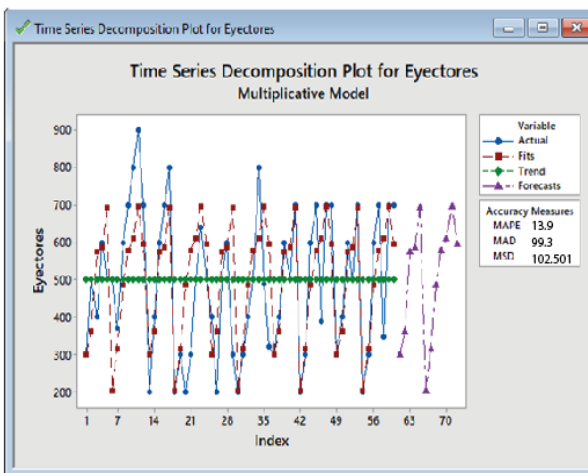 Time Series Decomposition Plot for Eyectores
Time Series Decomposition Plot for Eyectores
Multiplicative Model
Eyectores
900
800
700
600
500
400
300
200
1 7 14 21 28 35 42 49 56 63 70
Index
Variable
Actual
Fits
Trend
Forecasts
Accuracy Measures
MAPE 13.9
MAD 99.3
MSD 102.501